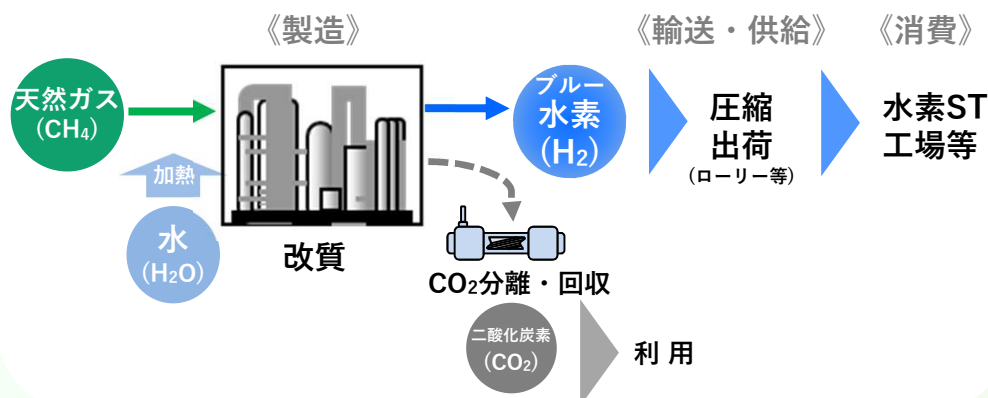 《製造》
《輸送・供給》
《消費》
天然ガス
(CH₄)
加熱
水
(H₂O)
改質
ブルー
水素
(H₂)
圧縮
出荷
(ローリー等)
水素ST
工場等
CO₂分離・回収
二酸化炭素
(CO₂)
利 用